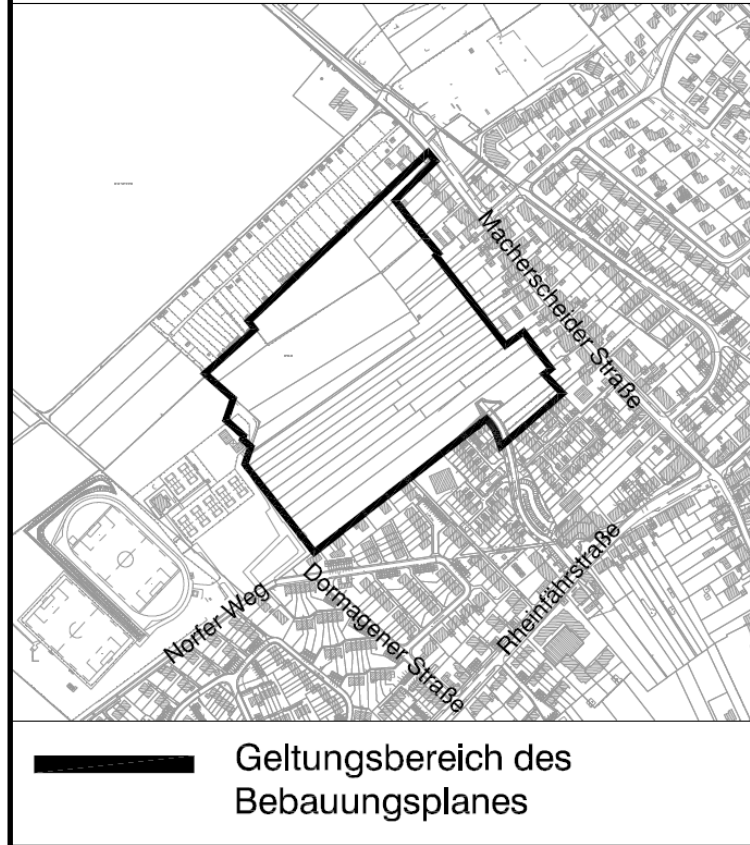 Macherscheider Straße
Rheinfährstraße
Norfer Weg
Dormagener Straße
Geltungsbereich des
Bebauungsplanes